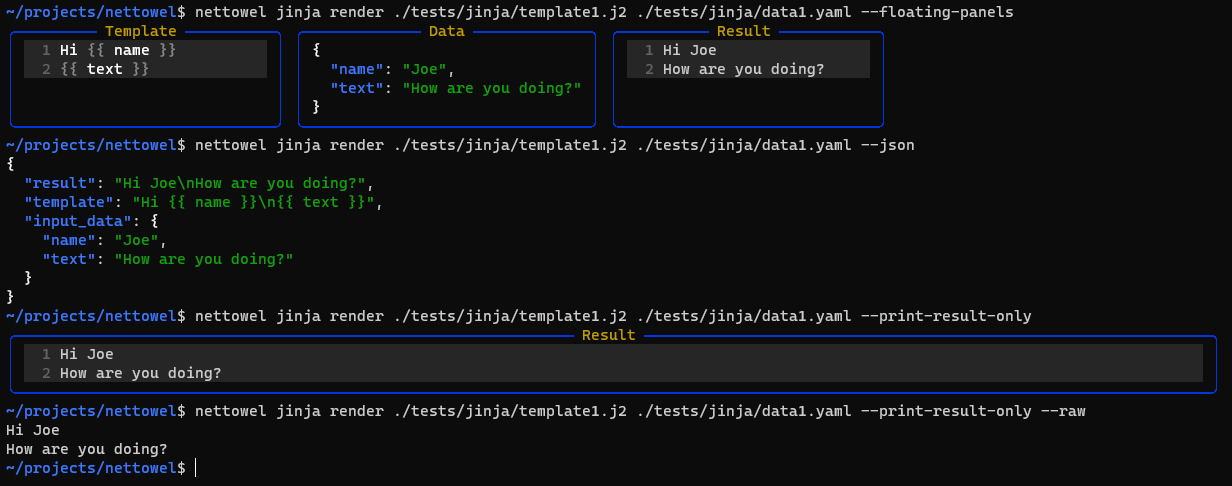 ~/projects/nettowel$ nettowel jinja render ./tests/jinja/template1.j2 ./tests/jinja/data1.yaml --floating-panels
Template Data Result
1 Hi {{ name }} { 1 Hi Joe
2 {{ text }} "name": "Joe", 2 How are you doing?
"text": "How are you doing?"
}
~/projects/nettowel$ nettowel jinja render ./tests/jinja/template1.j2 ./tests/jinja/data1.yaml --json
{
"result": "Hi Joe\nHow are you doing?",
"template": "Hi {{ name }}\n{{ text }}",
"input_data": {
"name": "Joe",
"text": "How are you doing?"
}
}
~/projects/nettowel$ nettowel jinja render ./tests/jinja/template1.j2 ./tests/jinja/data1.yaml --print-result-only
Result
1 Hi Joe
2 How are you doing?
~/projects/nettowel$ nettowel jinja render ./tests/jinja/template1.j2 ./tests/jinja/data1.yaml --print-result-only --raw
Hi Joe
How are you doing?
~/projects/nettowel$